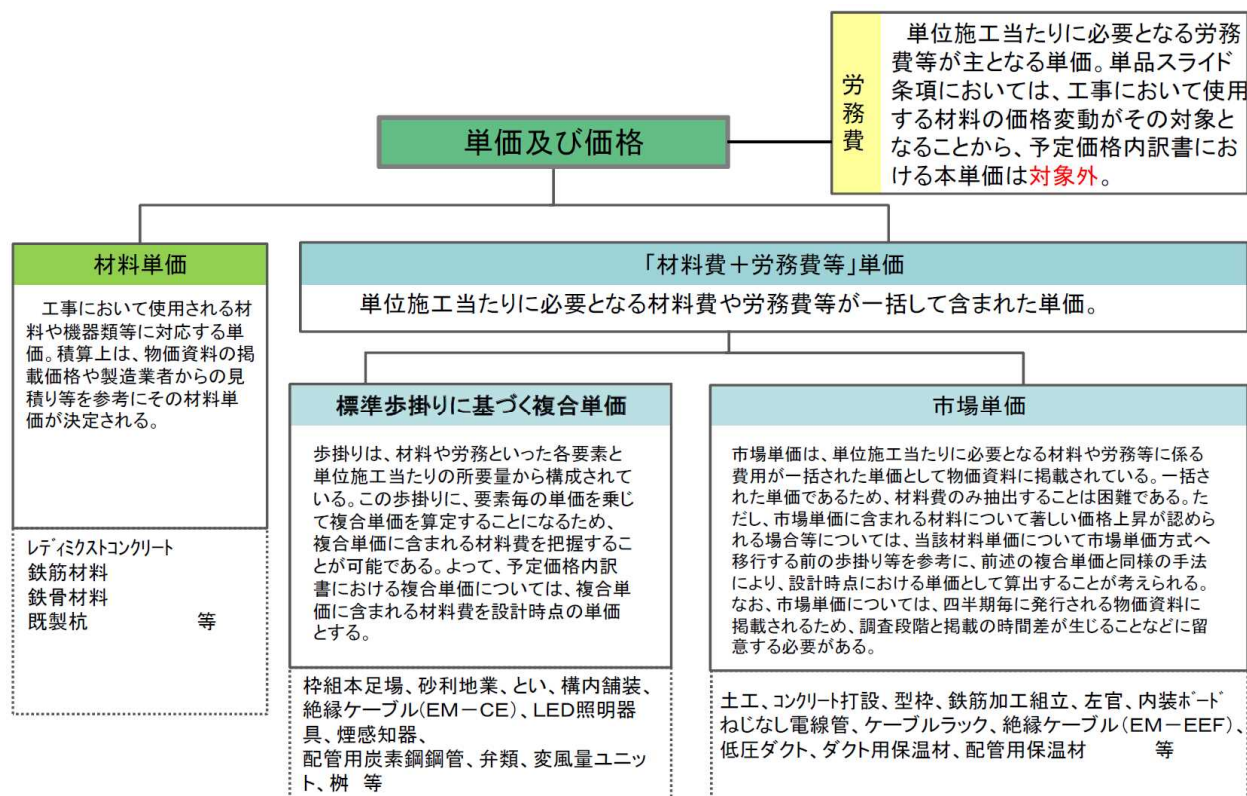 単価及び価格
労務費
単位施工当たりに必要となる労務
費等が主となる単価。単品スライド
条項においては、工事において使用
する材料の価格変動がその対象と
なることから、予定価格内訳書にお
ける本単価は対象外。
材料単価
工事において使用される材
料や機器類等に対応する単
価。積算上は、物価資料の掲
載価格や製造業者からの見
積り等を参考にその材料単
価が決定される。
レディミクストコンクリート
鉄筋材料
鉄骨材料
既製杭 等
「材料費＋労務費等」単価
単位施工当たりに必要となる材料費や労務費等が一括して含まれた単価。
標準歩掛りに基づく複合単価
歩掛りは、材料や労務といった各要素と
単位施工当たりの所要量から構成されて
いる。この歩掛りに、要素毎の単価を乗じ
て複合単価を算定することになるため、
複合単価に含まれる材料費を把握するこ
とが可能である。よって、予定価格内訳
書における複合単価については、複合単
価に含まれる材料費を設計時点の単価
とする。
枠組本足場、砂利地業、とい、構内舗装、
絶縁ケーブル(EM－CE)、LED照明器
具、煙感知器、
配管用炭素鋼鋼管、弁類、変風量ユニッ
ト、桝 等
市場単価
市場単価は、単位施工当たりに必要となる材料や労務等に係る
費用が一括された単価として物価資料に掲載されている。一括さ
れた単価であるため、材料費のみ抽出することは困難である。た
だし、市場単価に含まれる材料について著しい価格上昇が認めら
れる場合等については、当該材料単価について市場単価方式へ
移行する前の歩掛り等を参考に、前述の複合単価と同様の手法
により、設計時点における単価として算出することが考えられる。
なお、市場単価については、四半期毎に発行される物価資料に
掲載されるため、調査段階と掲載の時間差が生じることなどに留
意する必要がある。
土工、コンクリート打設、型枠、鉄筋加工組立、左官、内装ボード
ねじなし電線管、ケーブルラック、絶縁ケーブル(EM－EEF)、
低圧ダクト、ダクト用保温材、配管用保温材 等